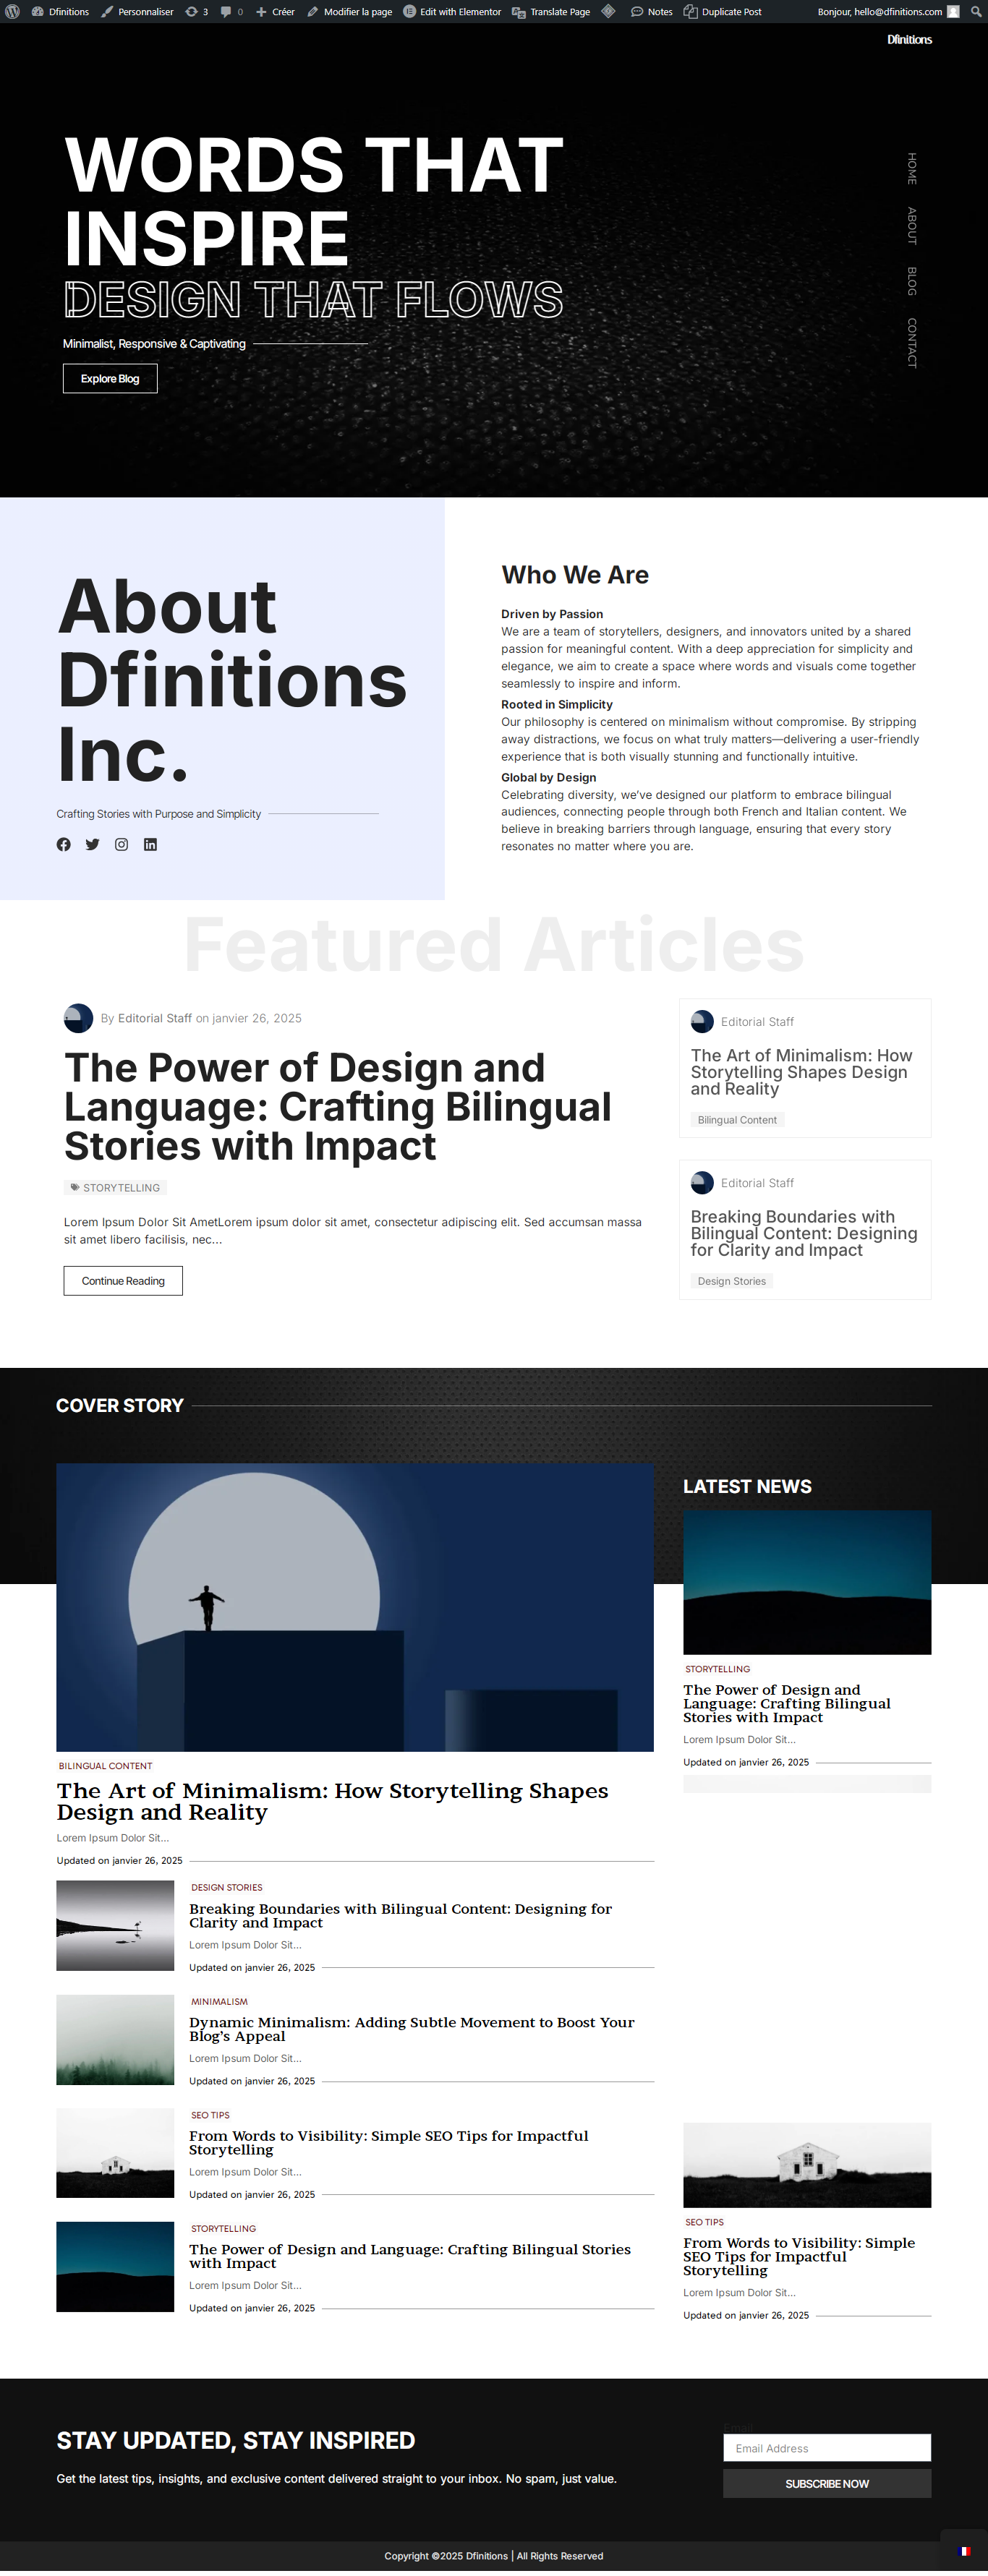 Dfinitions Personnaliser 3 0 Créer Modifier la page Edit with Elementor Translate Page Notes Duplicate Post Bonjour, hello@dfinitions.com
Dfinitions
WORDS THAT
INSPIRE
DESIGN THAT FLOWS
Minimalist, Responsive & Captivating
Explore Blog
HOME
ABOUT
BLOG
CONTACT
About
Dfinitions
Inc.
Crafting Stories with Purpose and Simplicity
Who We Are
Driven by Passion
We are a team of storytellers, designers, and innovators united by a shared
passion for meaningful content. With a deep appreciation for simplicity and
elegance, we aim to create a space where words and visuals come together
seamlessly to inspire and inform.
Rooted in Simplicity
Our philosophy is centered on minimalism without compromise. By stripping
away distractions, we focus on what truly matters—delivering a user-friendly
experience that is both visually stunning and functionally intuitive.
Global by Design
Celebrating diversity, we've designed our platform to embrace bilingual
audiences, connecting people through both French and Italian content. We
believe in breaking barriers through language, ensuring that every story
resonates no matter where you are.
Featured Articles
By Editorial Staff on janvier 26, 2025
The Power of Design and
Language: Crafting Bilingual
Stories with Impact
STORYTELLING
Lorem Ipsum Dolor Sit AmetLorem ipsum dolor sit amet, consectetur adipiscing elit. Sed accumsan massa
sit amet libero facilisis, nec...
Continue Reading
Editorial Staff
The Art of Minimalism: How
Storytelling Shapes Design
and Reality
Bilingual Content
Editorial Staff
Breaking Boundaries with
Bilingual Content: Designing
for Clarity and Impact
Design Stories
COVER STORY
BILINGUAL CONTENT
The Art of Minimalism: How Storytelling Shapes
Design and Reality
Lorem Ipsum Dolor Sit...
Updated on janvier 26, 2025
DESIGN STORIES
Breaking Boundaries with Bilingual Content: Designing for
Clarity and Impact
Lorem Ipsum Dolor Sit...
Updated on janvier 26, 2025
MINIMALISM
Dynamic Minimalism: Adding Subtle Movement to Boost Your
Blog's Appeal
Lorem Ipsum Dolor Sit...
Updated on janvier 26, 2025
SEO TIPS
From Words to Visibility: Simple SEO Tips for Impactful
Storytelling
Lorem Ipsum Dolor Sit...
Updated on janvier 26, 2025
STORYTELLING
The Power of Design and Language: Crafting Bilingual Stories
with Impact
Lorem Ipsum Dolor Sit...
Updated on janvier 26, 2025
LATEST NEWS
STORYTELLING
The Power of Design and
Language: Crafting Bilingual
Stories with Impact
Lorem Ipsum Dolor Sit...
Updated on janvier 26, 2025
SEO TIPS
From Words to Visibility: Simple
SEO Tips for Impactful
Storytelling
Lorem Ipsum Dolor Sit...
Updated on janvier 26, 2025
STAY UPDATED, STAY INSPIRED
Get the latest tips, insights, and exclusive content delivered straight to your inbox. No spam, just value.
Email
Email Address
SUBSCRIBE NOW
Copyright ©2025 Dfinitions | All Rights Reserved